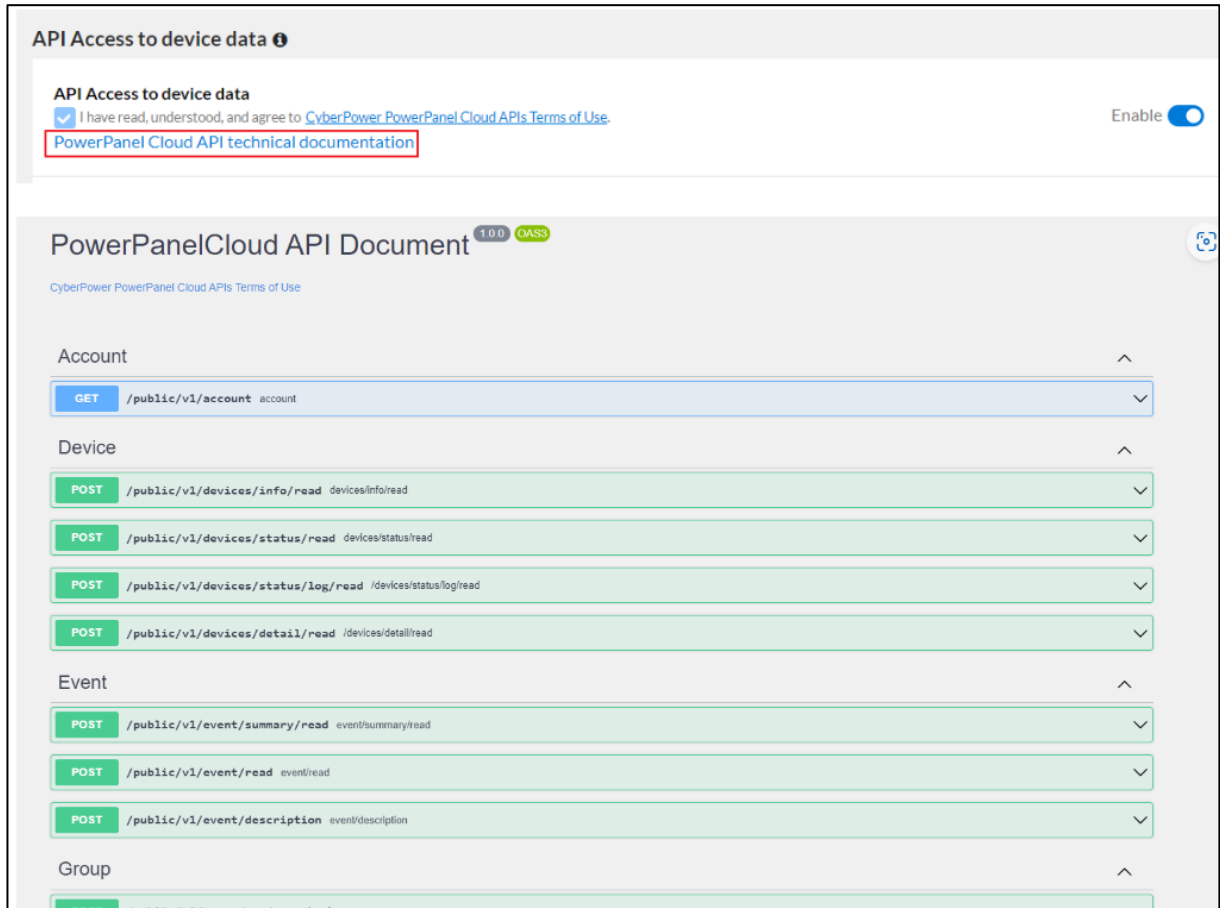 API Access to device data
API Access to device data
I have read, understood, and agree to CyberPower PowerPanel Cloud APIs Terms of Use.
Enable
PowerPanel Cloud API technical documentation
PowerPanelCloud API Document 1.0.0 OAS3
CyberPower PowerPanel Cloud APIs Terms of Use
Account
GET /public/v1/account account
Device
POST /public/v1/devices/info/read devices/info/read
POST /public/v1/devices/status/read devices/status/read
POST /public/v1/devices/status/log/read /devices/status/log/read
POST /public/v1/devices/detail/read /devices/detail/read
Event
POST /public/v1/event/summary/read event/summary/read
POST /public/v1/event/read event/read
POST /public/v1/event/description event/description
Group